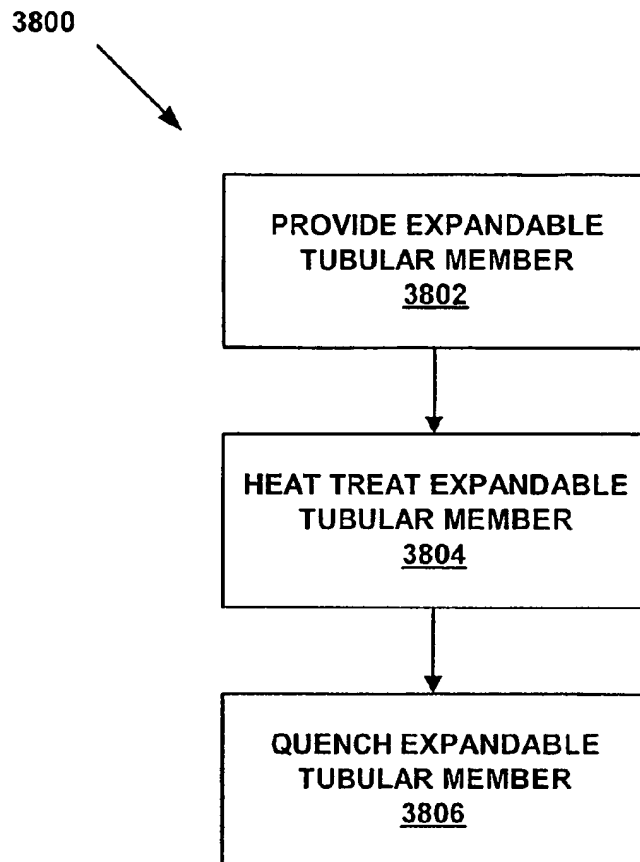 3800
PROVIDE EXPANDABLE
TUBULAR MEMBER
3802
HEAT TREAT EXPANDABLE
TUBULAR MEMBER
3804
QUENCH EXPANDABLE
TUBULAR MEMBER
3806